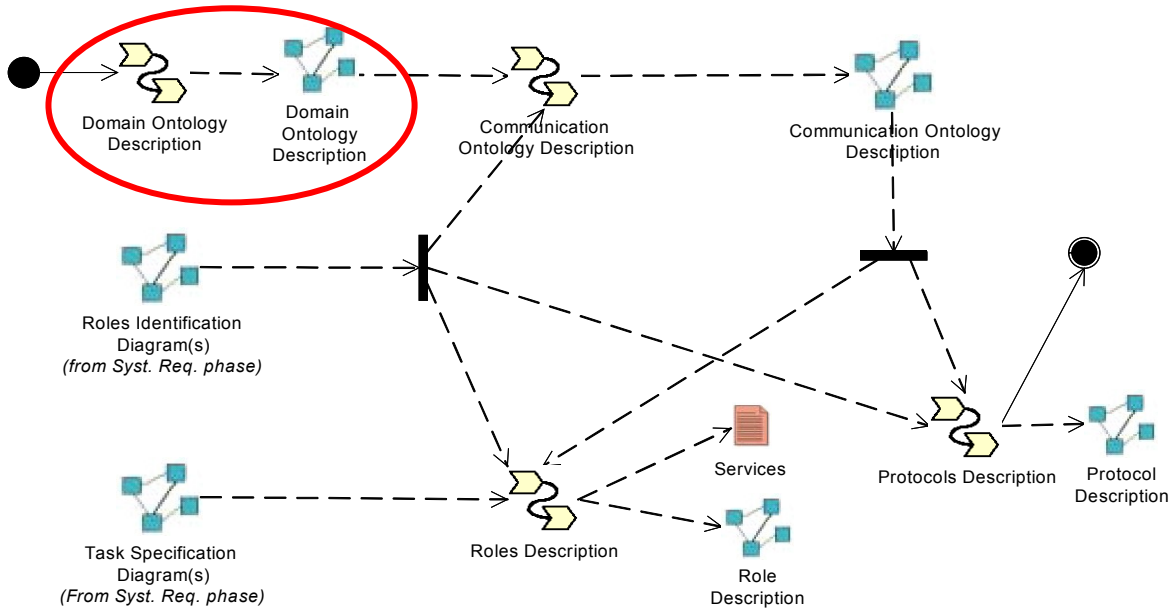 Domain Ontology
Description
Domain
Ontology
Description
Communication
Ontology Description
Communication Ontology
Description
Roles Identification
Diagram(s)
(from Syst. Req. phase)
Services
Protocols Description
Protocol
Description
Task Specification
Diagram(s)
(From Syst. Req. phase)
Roles Description
Role
Description